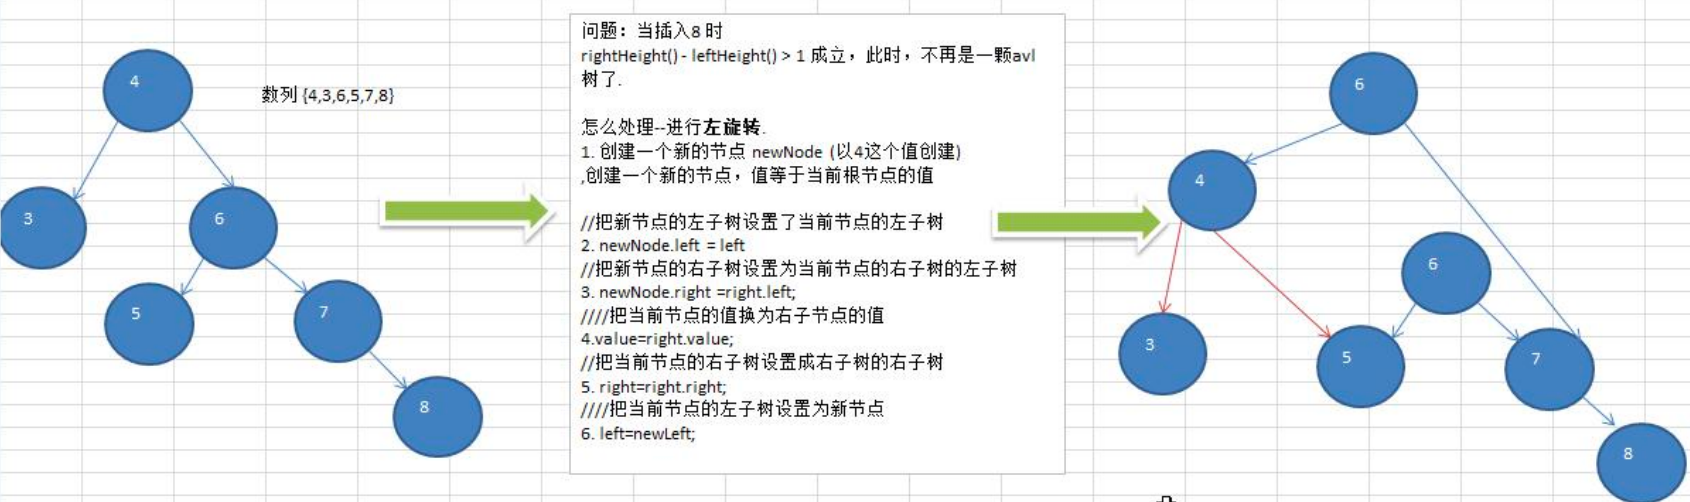 4
数列 {4,3,6,5,7,8}
3
6
5
7
8
问题：当插入8 时
rightHeight() - leftHeight() > 1 成立，此时，不再是一颗avl
树了.
怎么处理--进行左旋转.
1. 创建一个新的节点 newNode (以4这个值创建)
,创建一个新的节点，值等于当前根节点的值
//把新节点的左子树设置了当前节点的左子树
2. newNode.left = left
//把新节点的右子树设置为当前节点的右子树的左子树
3. newNode.right =right.left;
////把当前节点的值换为右子节点的值
4.value=right.value;
//把当前节点的右子树设置成右子树的右子树
5. right=right.right;
////把当前节点的左子树设置为新节点
6. left=newLeft;
6
4
6
3
5
7
8